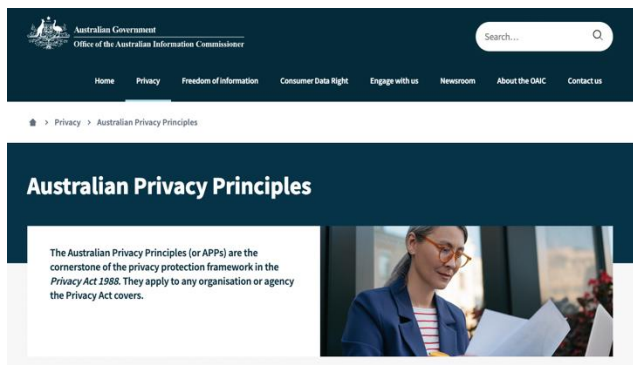 Australian Government
Office of the Australian Information Commissioner
Search...
Home Privacy Freedom of information Consumer Data Right Engage with us Newsroom About the OAIC Contact us
> Privacy > Australian Privacy Principles
Australian Privacy Principles
The Australian Privacy Principles (or APPs) are the
cornerstone of the privacy protection framework in the
Privacy Act 1988. They apply to any organisation or agency
the Privacy Act covers.